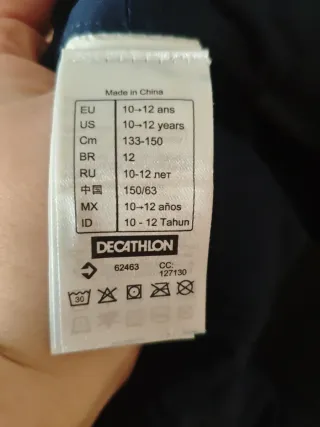 Made in China
EU 10→12 ans
US 10→12 years
Cm 133-150
BR 12
RU 10-12 лет
中国 150/63
MX 10→12 años
ID 10 - 12 Tahun
DECATHLON
62463 CC: 127130
30